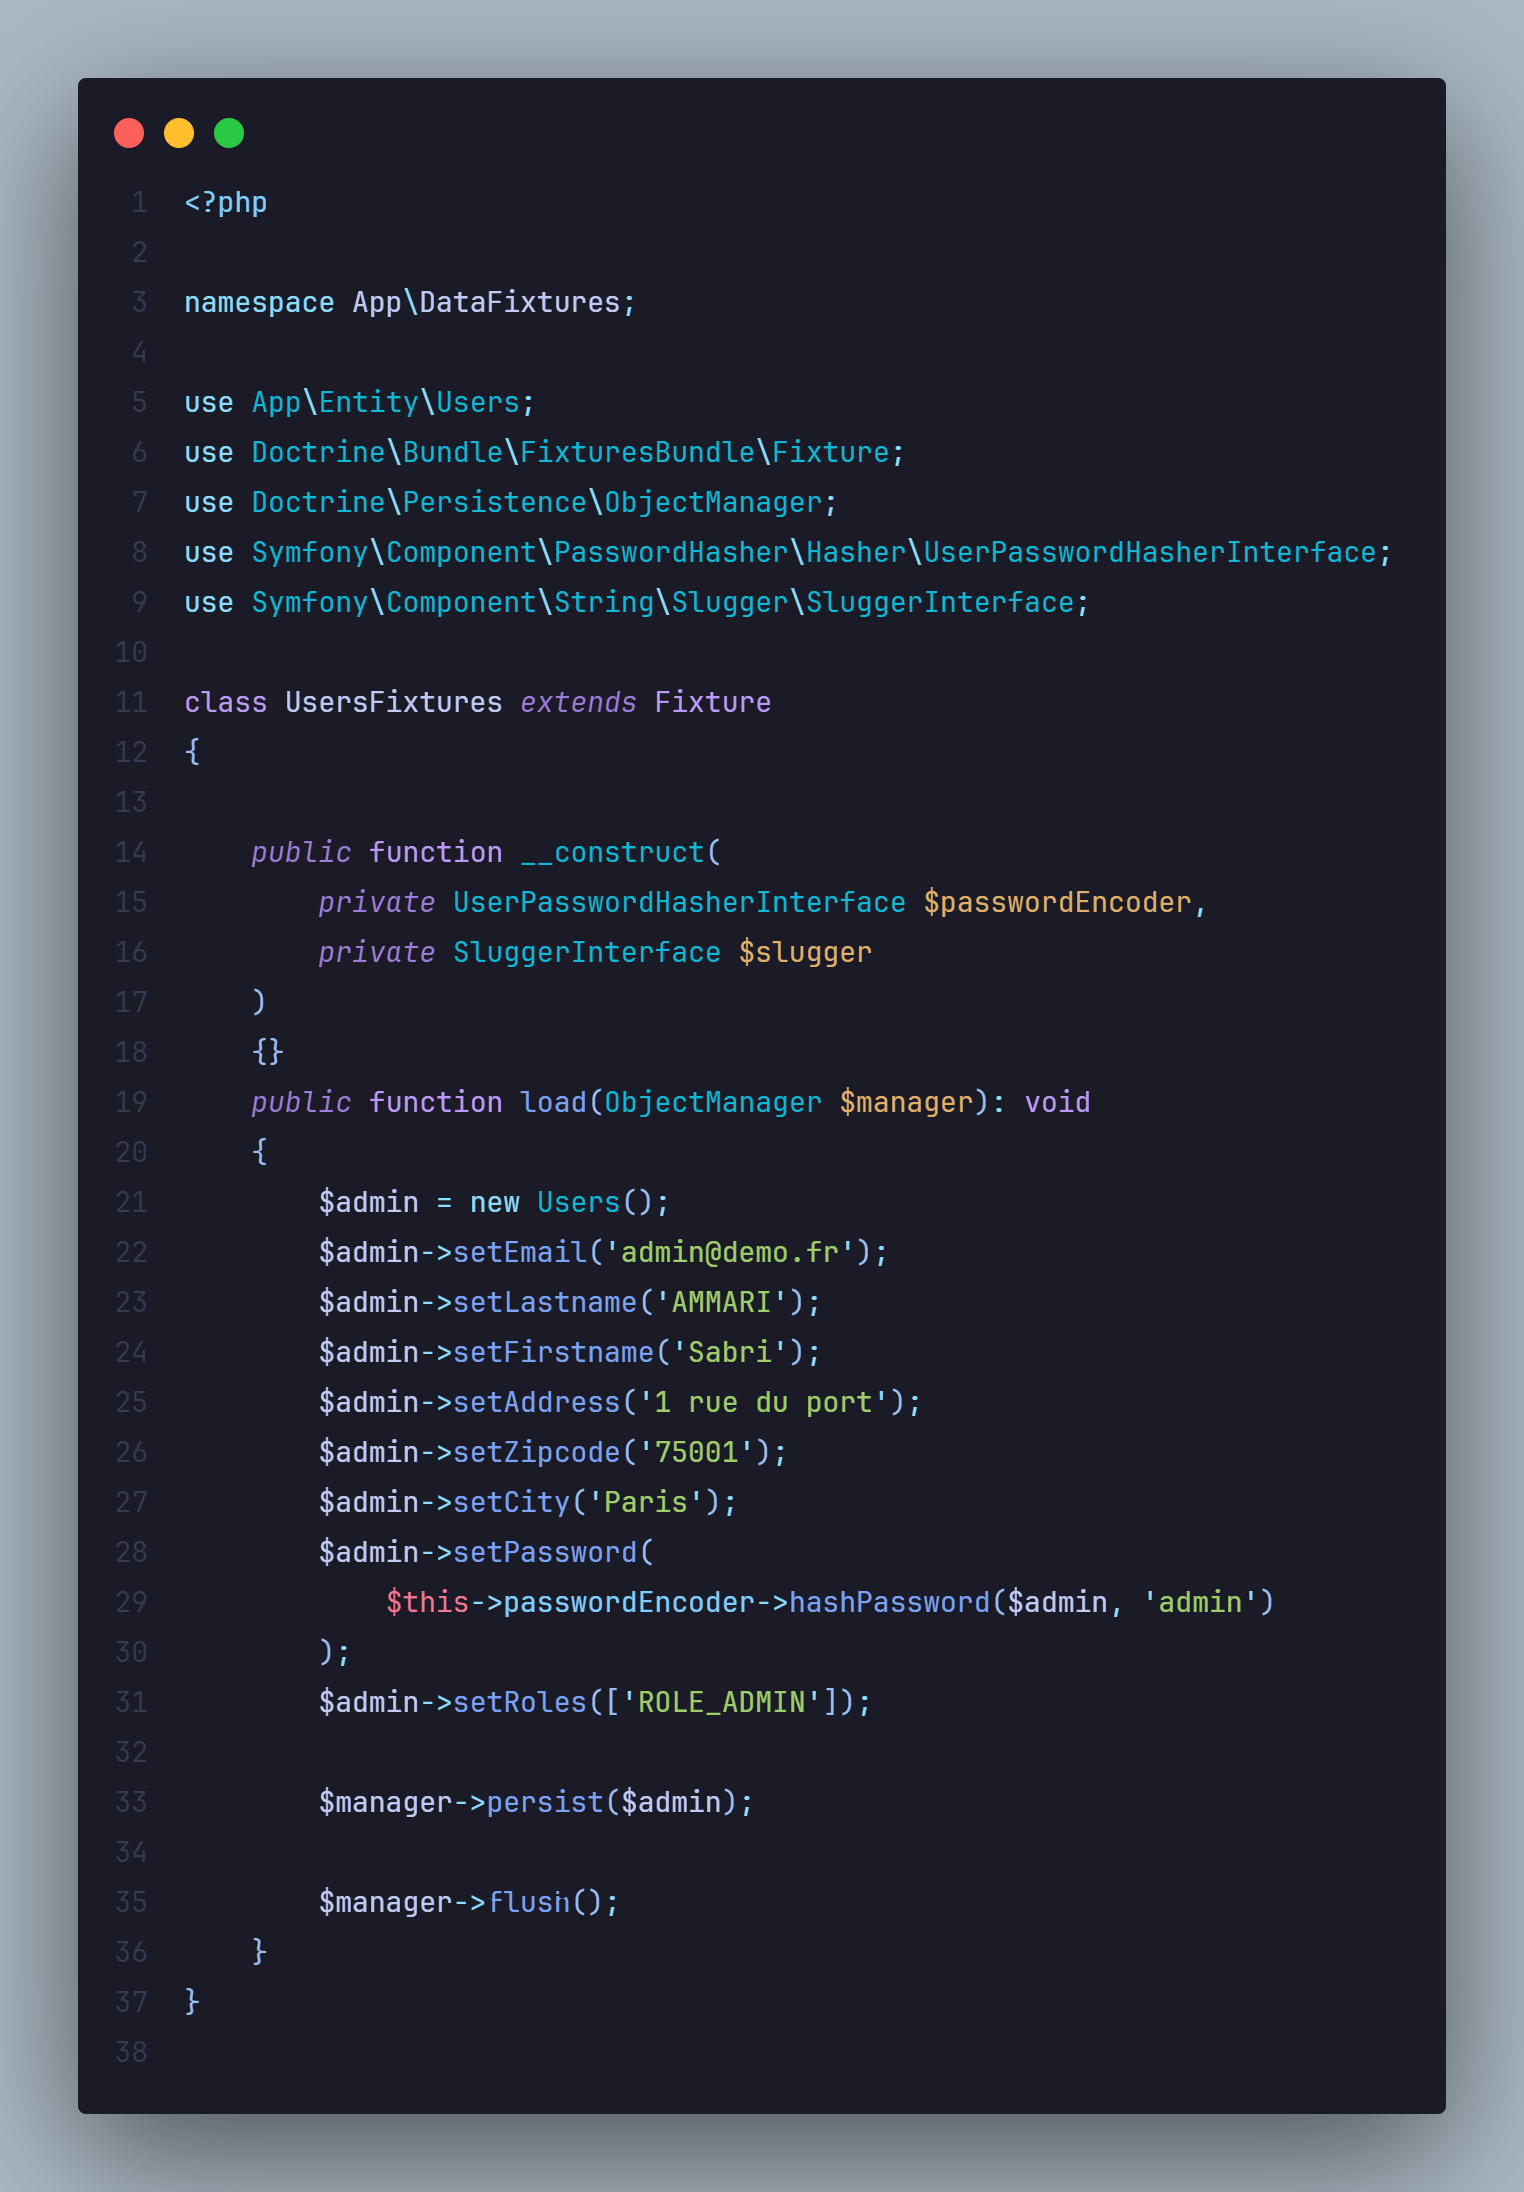 1 <?php
2
3 namespace App\DataFixtures;
4
5 use App\Entity\Users;
6 use Doctrine\Bundle\FixturesBundle\Fixture;
7 use Doctrine\Persistence\ObjectManager;
8 use Symfony\Component\PasswordHasher\Hasher\UserPasswordHasherInterface;
9 use Symfony\Component\String\Slugger\SluggerInterface;
10
11 class UsersFixtures extends Fixture
12 {
13
14     public function __construct(
15         private UserPasswordHasherInterface $passwordEncoder,
16         private SluggerInterface $slugger
17     )
18     {}
19     public function load(ObjectManager $manager): void
20     {
21         $admin = new Users();
22         $admin->setEmail('admin@demo.fr');
23         $admin->setLastname('AMMARI');
24         $admin->setFirstname('Sabri');
25         $admin->setAddress('1 rue du port');
26         $admin->setZipcode('75001');
27         $admin->setCity('Paris');
28         $admin->setPassword(
29             $this->passwordEncoder->hashPassword($admin, 'admin')
30         );
31         $admin->setRoles(['ROLE_ADMIN']);
32
33         $manager->persist($admin);
34
35         $manager->flush();
36     }
37 }
38